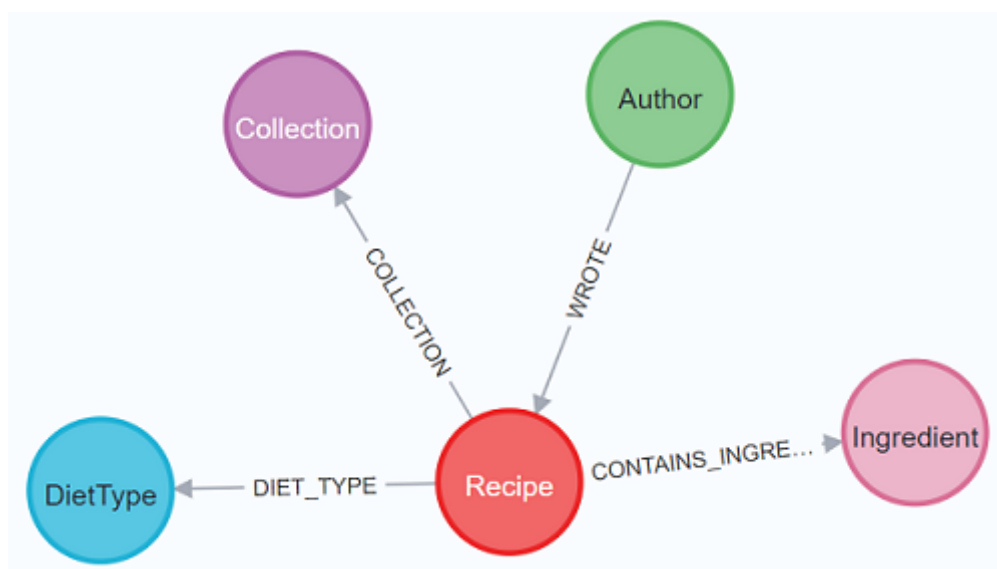 Author
Collection
WROTE
COLLECTION
Ingredient
CONTAINS_INGRE...
Recipe
DIET_TYPE
DietType